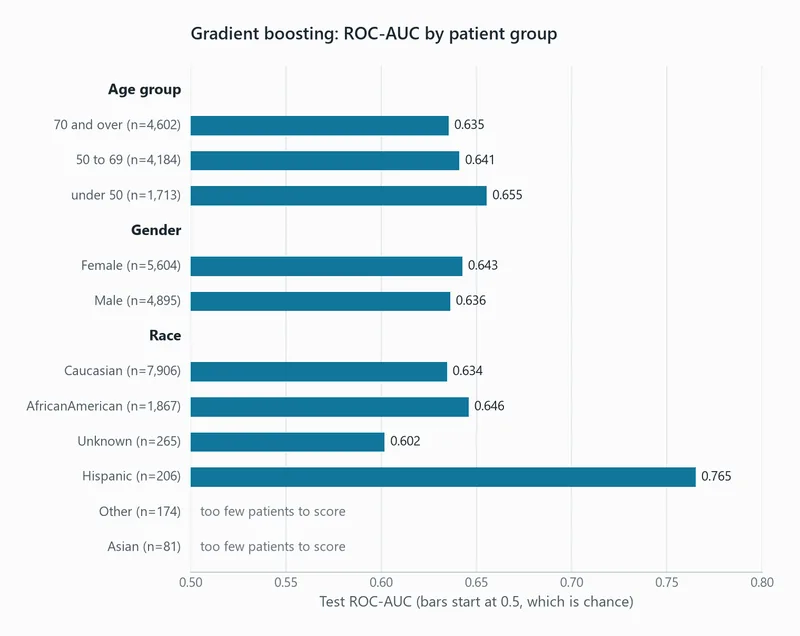 Gradient boosting: ROC-AUC by patient group
Age group
70 and over (n=4,602) 0.635
50 to 69 (n=4,184) 0.641
under 50 (n=1,713) 0.655
Gender
Female (n=5,604) 0.643
Male (n=4,895) 0.636
Race
Caucasian (n=7,906) 0.634
AfricanAmerican (n=1,867) 0.646
Unknown (n=265) 0.602
Hispanic (n=206) 0.765
Other (n=174) too few patients to score
Asian (n=81) too few patients to score
0.50 0.55 0.60 0.65 0.70 0.75 0.80
Test ROC-AUC (bars start at 0.5, which is chance)